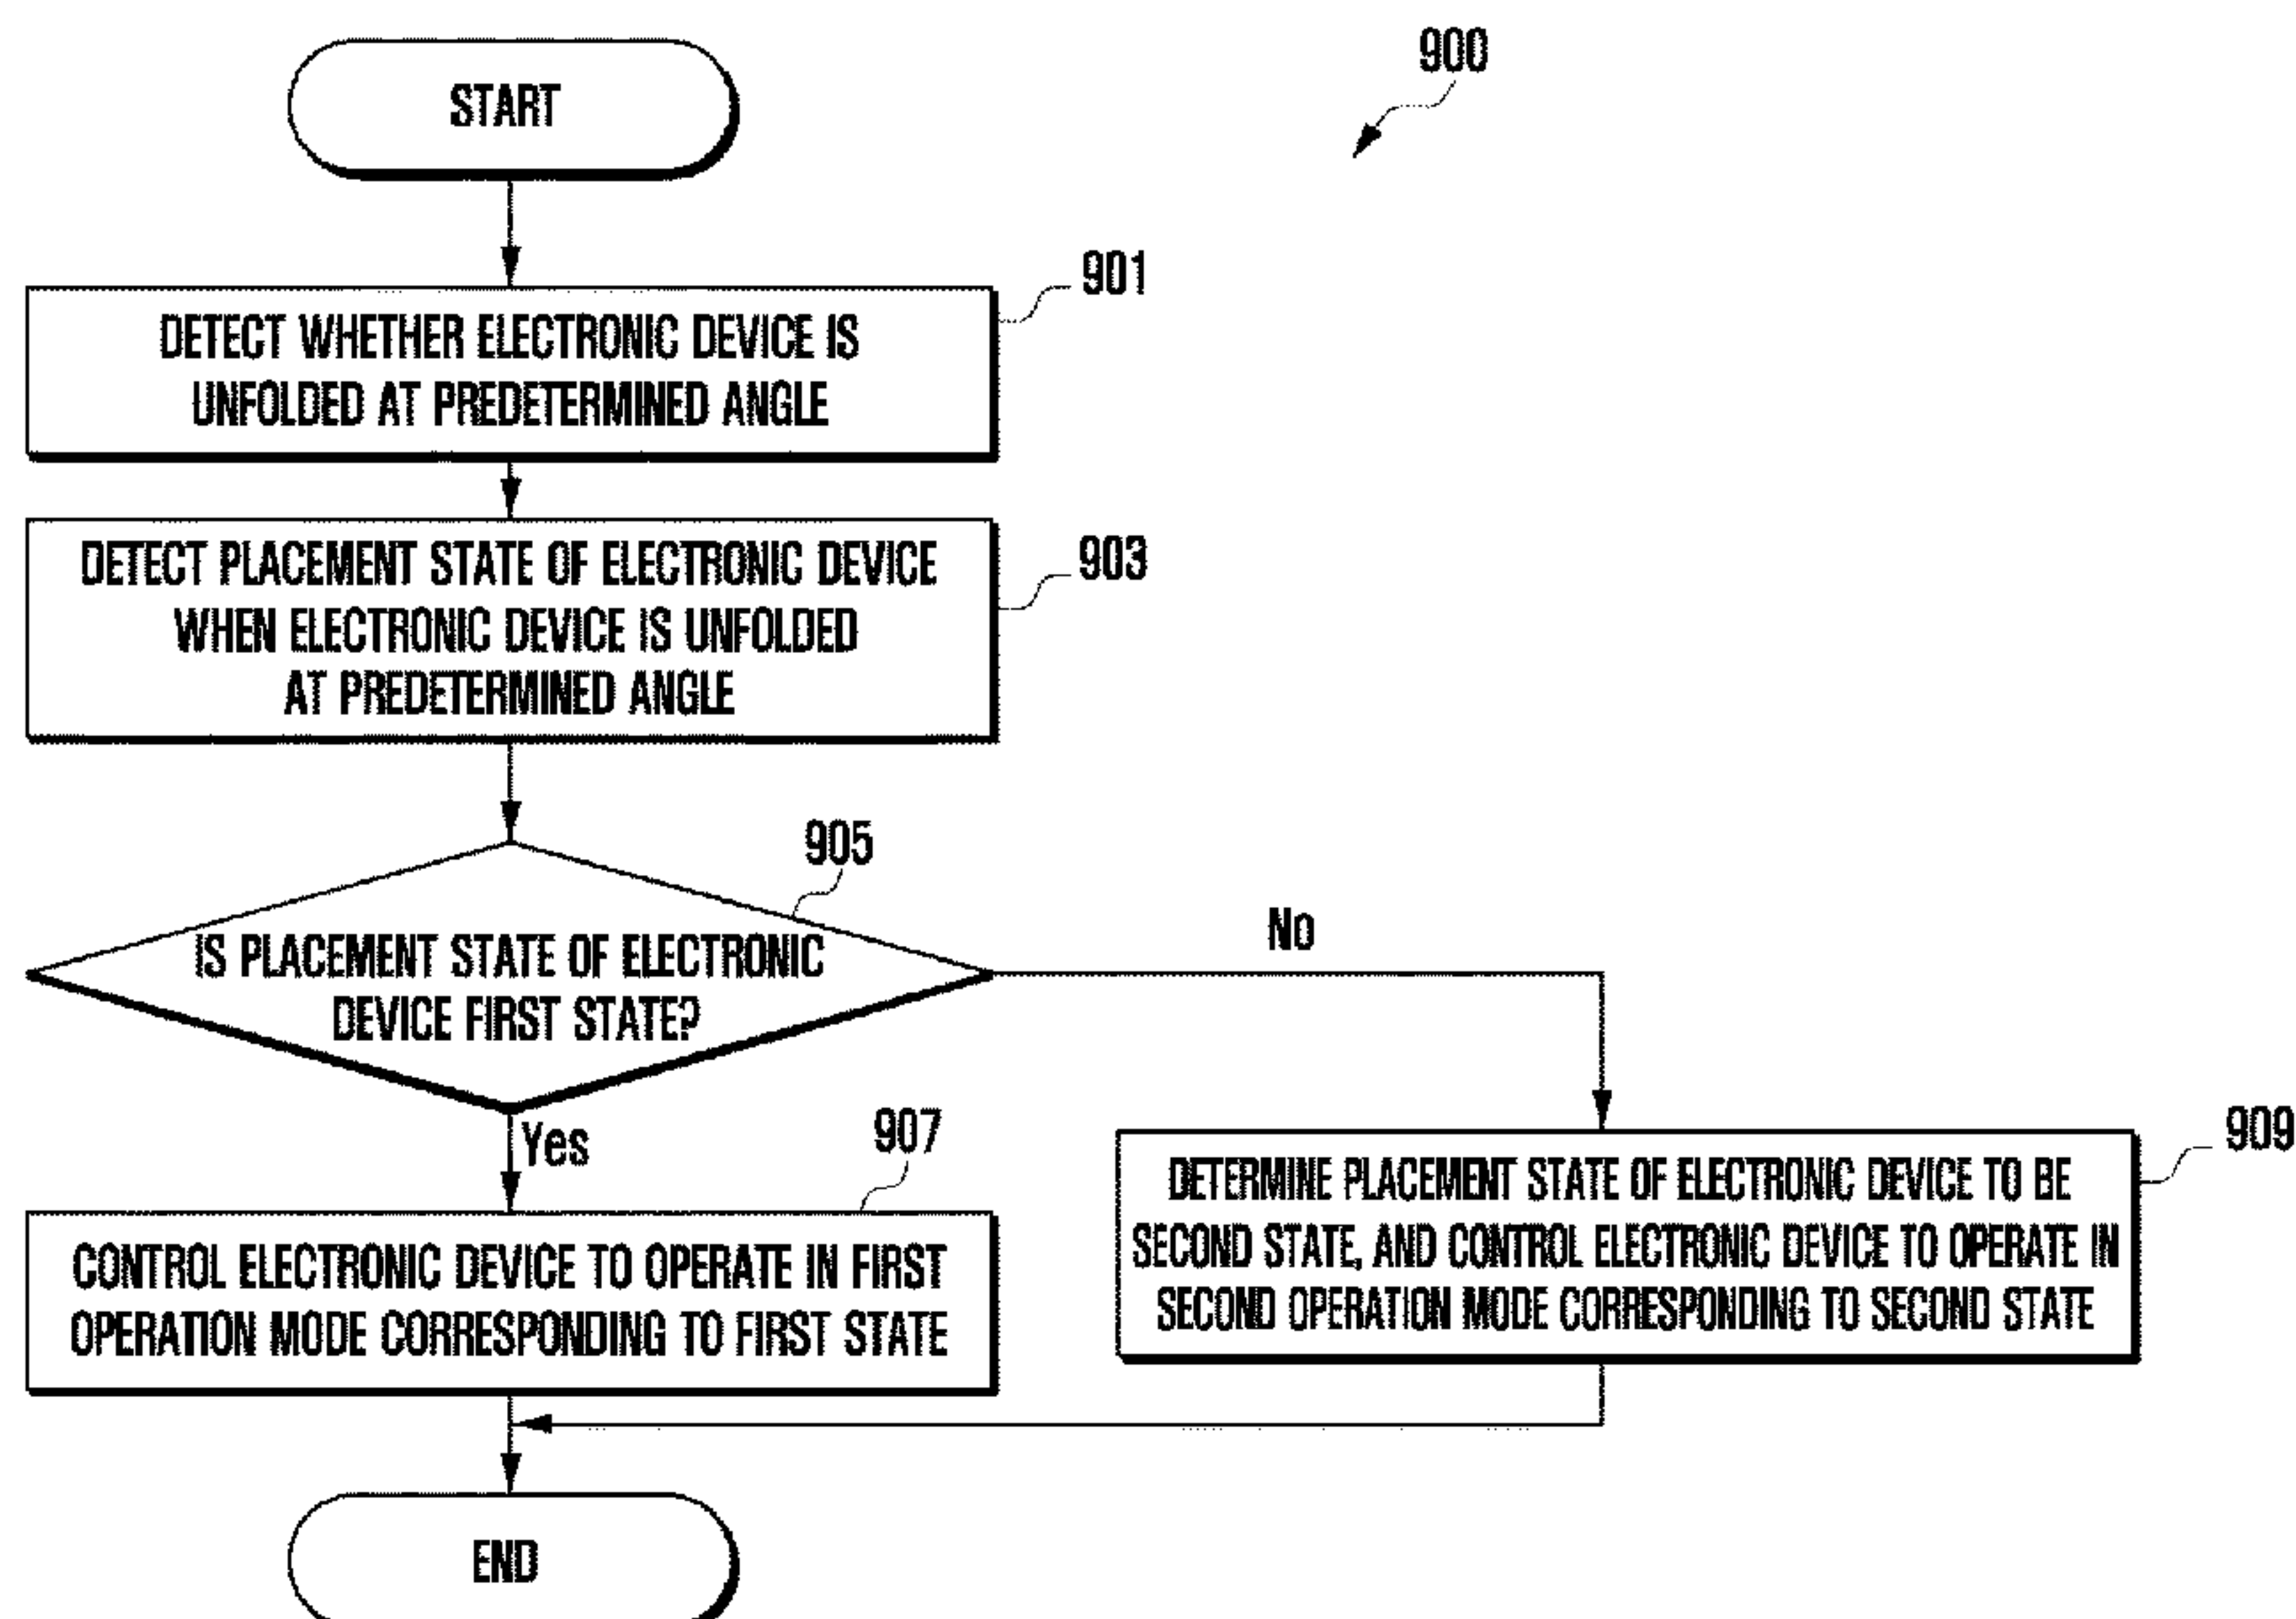 900
START
901
DETECT WHETHER ELECTRONIC DEVICE IS
UNFOLDED AT PREDETERMINED ANGLE
903
DETECT PLACEMENT STATE OF ELECTRONIC DEVICE
WHEN ELECTRONIC DEVICE IS UNFOLDED
AT PREDETERMINED ANGLE
905
IS PLACEMENT STATE OF ELECTRONIC
DEVICE FIRST STATE?
No
Yes
907
CONTROL ELECTRONIC DEVICE TO OPERATE IN FIRST
OPERATION MODE CORRESPONDING TO FIRST STATE
909
DETERMINE PLACEMENT STATE OF ELECTRONIC DEVICE TO BE
SECOND STATE, AND CONTROL ELECTRONIC DEVICE TO OPERATE IN
SECOND OPERATION MODE CORRESPONDING TO SECOND STATE
END